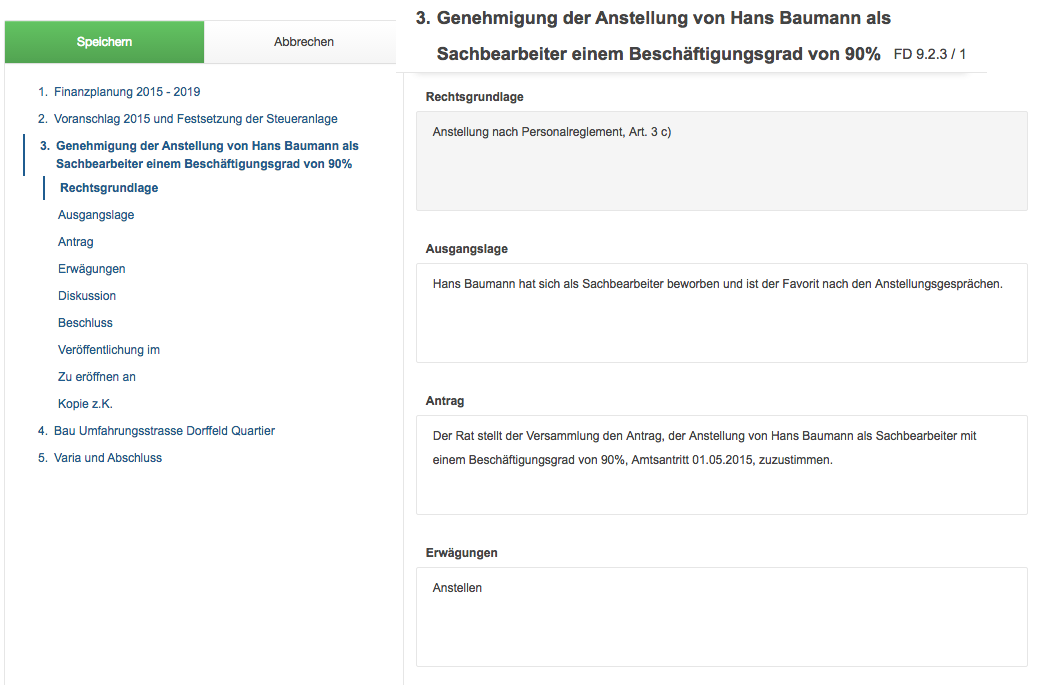 Speichern
Abbrechen
1. Finanzplanung 2015 - 2019
2. Voranschlag 2015 und Festsetzung der Steueranlage
3. Genehmigung der Anstellung von Hans Baumann als
Sachbearbeiter einem Beschäftigungsgrad von 90%
Rechtsgrundlage
Ausgangslage
Antrag
Erwägungen
Diskussion
Beschluss
Veröffentlichung im
Zu eröffnen an
Kopie z.K.
4. Bau Umfahrungsstrasse Dorffeld Quartier
5. Varia und Abschluss
3. Genehmigung der Anstellung von Hans Baumann als
Sachbearbeiter einem Beschäftigungsgrad von 90% FD 9.2.3 / 1
Rechtsgrundlage
Anstellung nach Personalreglement, Art. 3 c)
Ausgangslage
Hans Baumann hat sich als Sachbearbeiter beworben und ist der Favorit nach den Anstellungsgesprächen.
Antrag
Der Rat stellt der Versammlung den Antrag, der Anstellung von Hans Baumann als Sachbearbeiter mit
einem Beschäftigungsgrad von 90%, Amtsantritt 01.05.2015, zuzustimmen.
Erwägungen
Anstellen